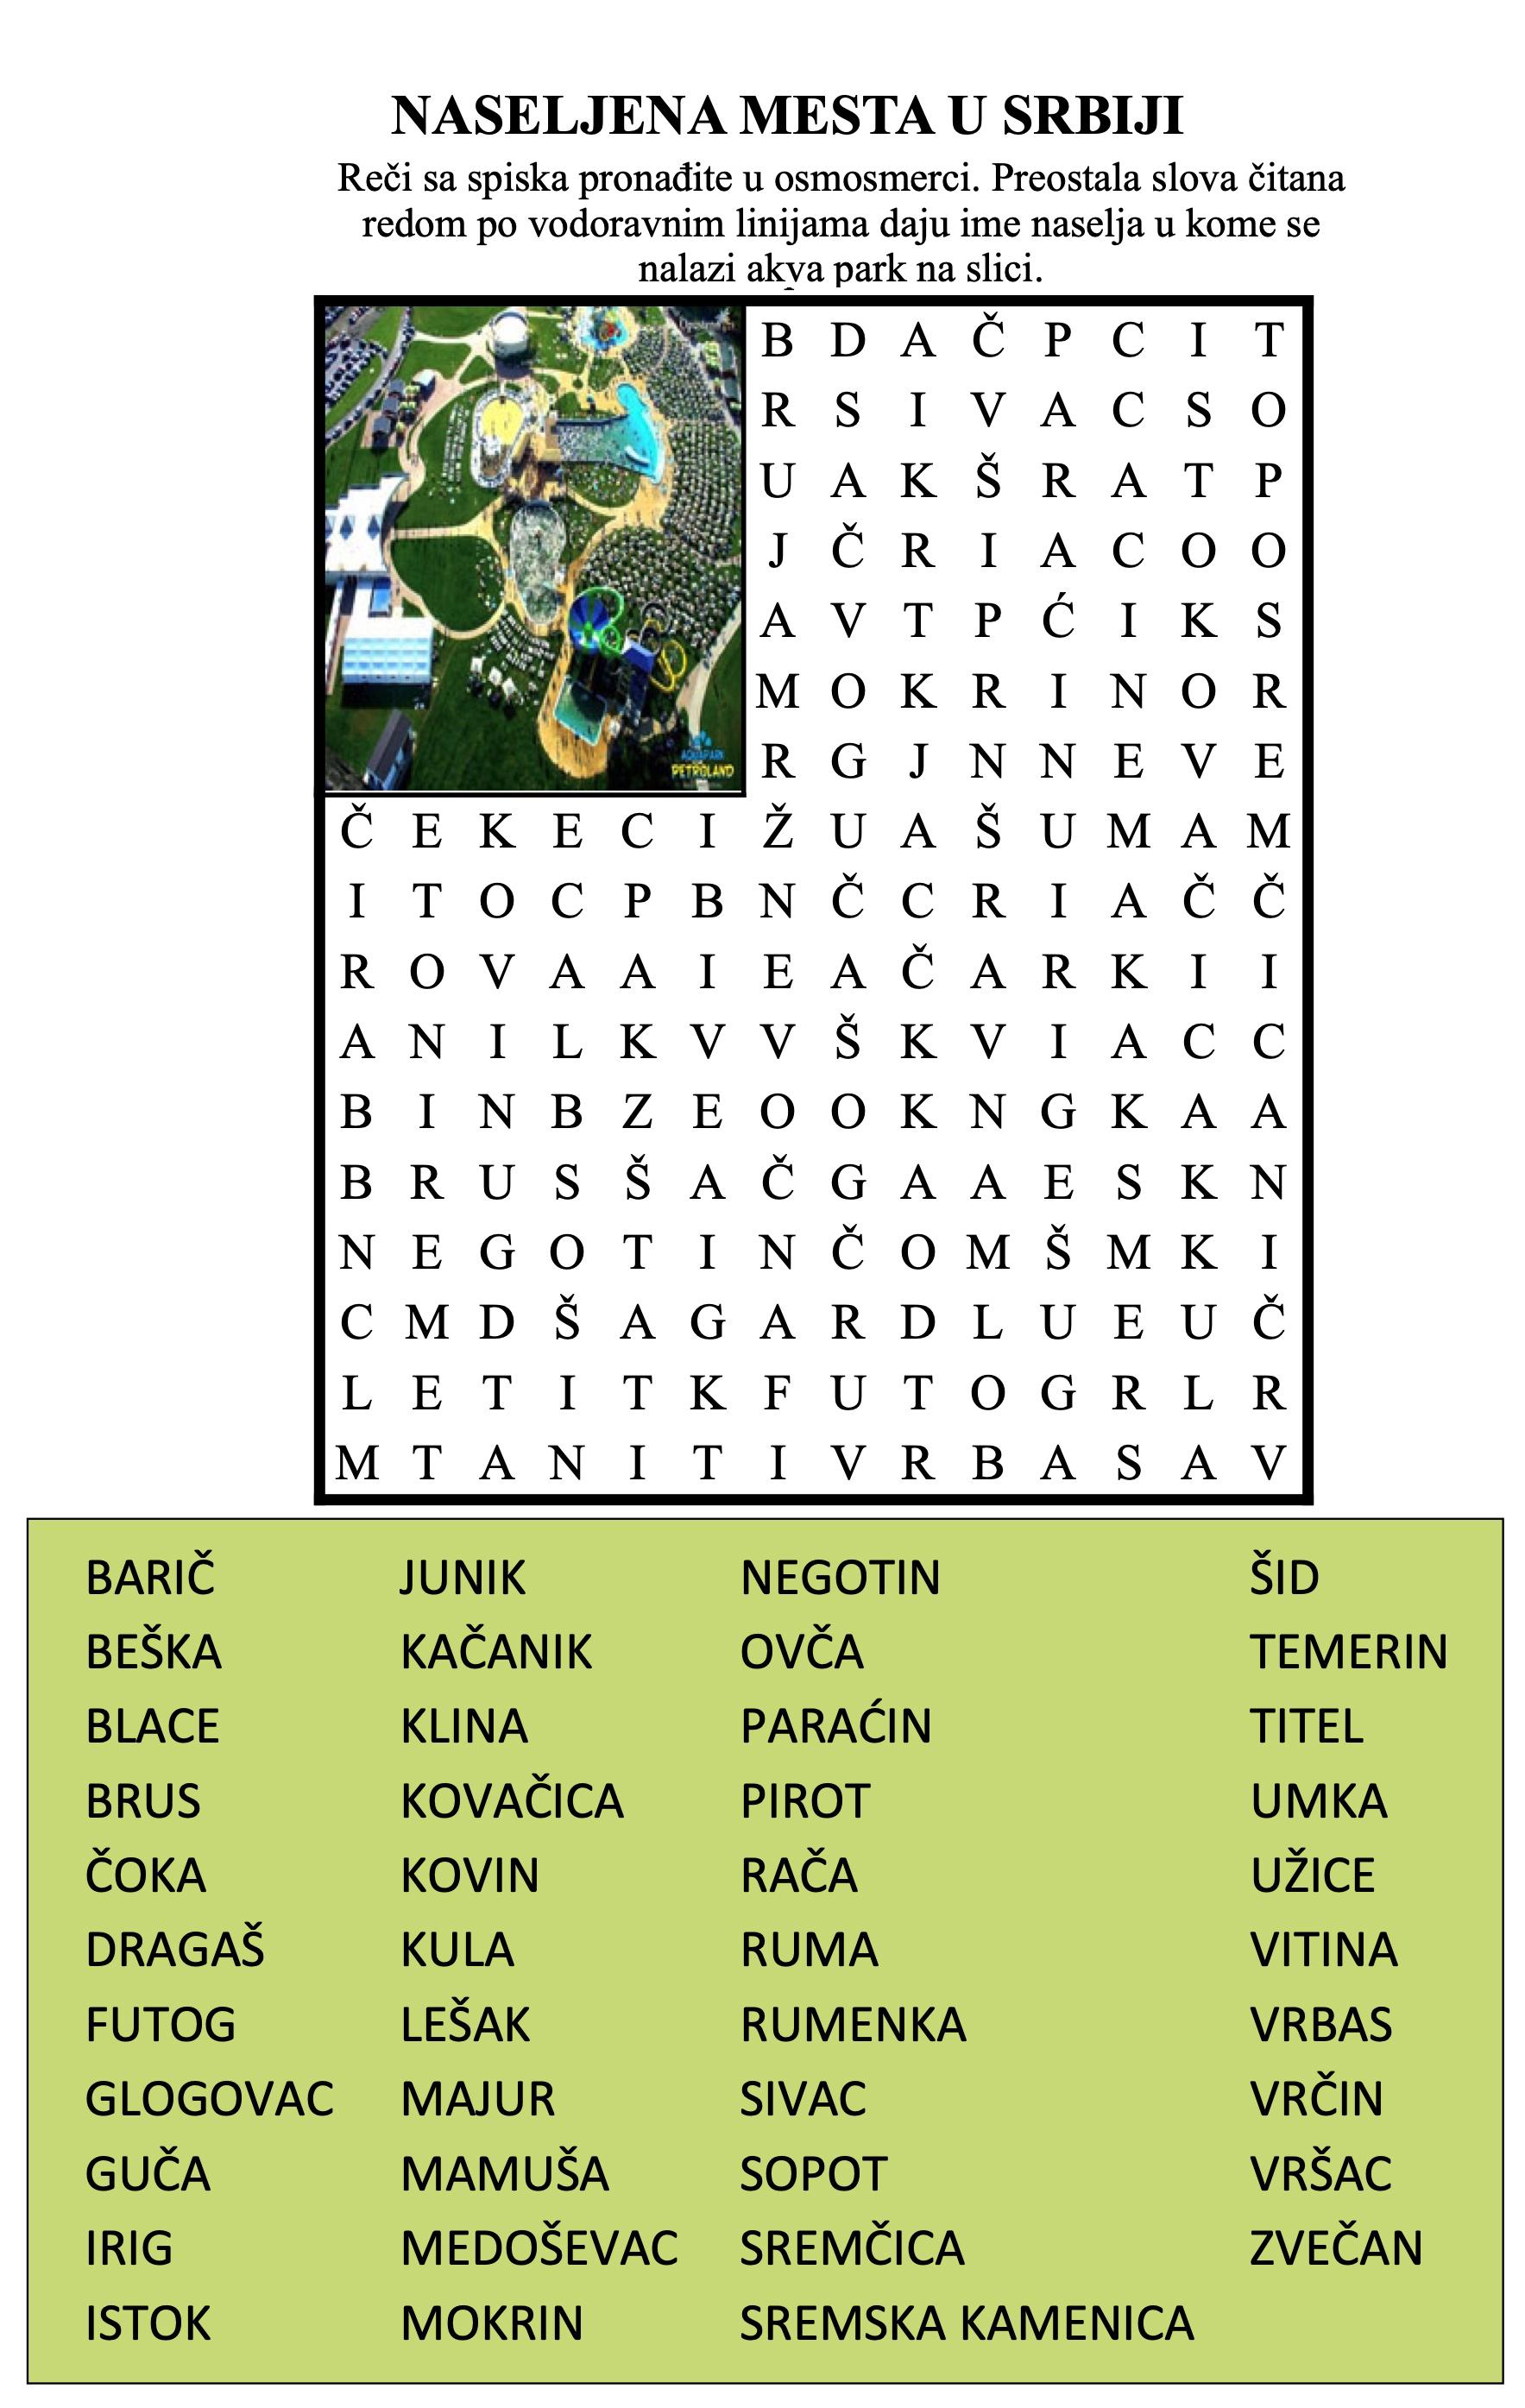 NASELJENA MESTA U SRBIJI
Reči sa spiska pronađite u osmosmerci. Preostala slova čitana
redom po vodoravnim linijama daju ime naselja u kome se
nalazi akva park na slici.
B D A Č P C I T
R S I V A C S O
U A K Š R A T P
J Č R I A C O O
A V T P Ć I K S
M O K R I N O R
AQUAPARK
PETROLAND
R G J N N E V E
Č E K E C I Ž U A Š U M A M
I T O C P B N Č C R I A Č Č
R O V A A I E A Č A R K I I
A N I L K V V Š K V I A C C
B I N B Z E O O K N G K A A
B R U S Š A Č G A A E S K N
N E G O T I N Č O M Š M K I
C M D Š A G A R D L U E U Č
L E T I T K F U T O G R L R
M T A N I T I V R B A S A V
BARIČ JUNIK NEGOTIN ŠID
BEŠKA KAČANIK OVČA TEMERIN
BLACE KLINA PARAĆIN TITEL
BRUS KOVAČICA PIROT UMKA
ČOKA KOVIN RAČA UŽICE
DRAGAŠ KULA RUMA VITINA
FUTOG LEŠAK RUMENKA VRBAS
GLOGOVAC MAJUR SIVAC VRČIN
GUČA MAMUŠA SOPOT VRŠAC
IRIG MEDOŠEVAC SREMČICA ZVEČAN
ISTOK MOKRIN SREMSKA KAMENICA